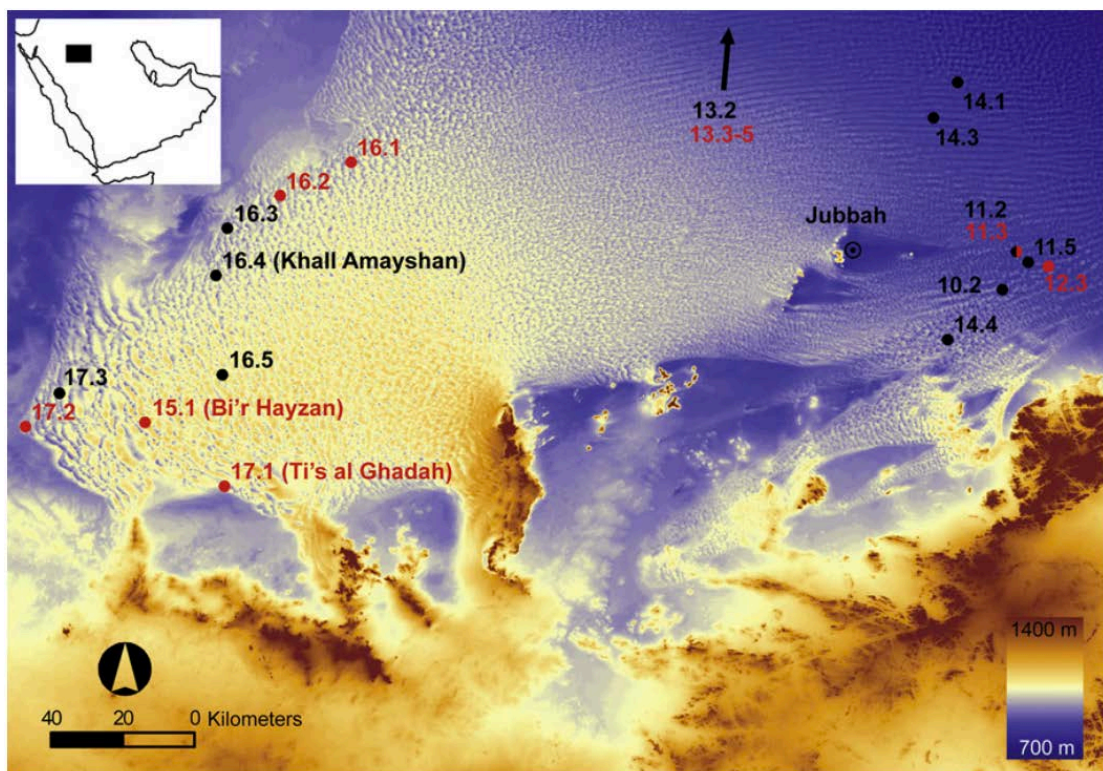 14.1
13.2
13.3-5
14.3
16.1
16.2
16.3
Jubbah
11.2
11.3
11.5
16.4 (Khall Amayshan)
12.3
10.2
14.4
16.5
17.3
17.2
15.1 (Bi'r Hayzan)
17.1 (Ti's al Ghadah)
1400 m
40 20 0 Kilometers
700 m